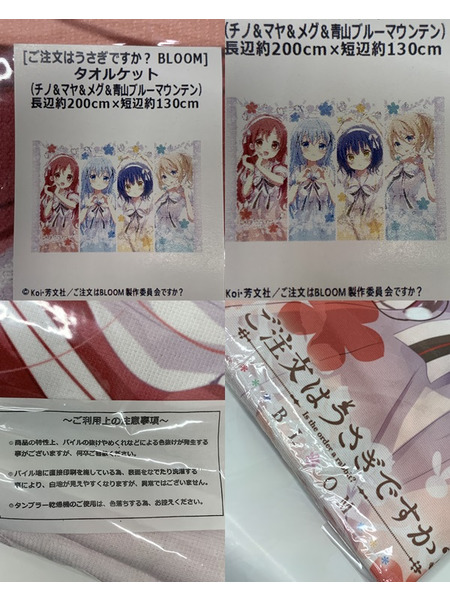 [ご注文はうさぎですか? BLOOM]
タオルケット
(チノ&マヤ&メグ&青山ブルーマウンテン)
長辺約200cm×短辺約130cm
©Koi・芳文社/ご注文はBLOOM製作委員会ですか?
(チノ&マヤ&メグ&青山ブルーマウンテン)
長辺約200cm×短辺約130cm
Koi・芳文社/ご注文はBLOOM製作委員会ですか?
～ご利用上の注意事項～
※商品の特性上、パイルの抜けやめくれなどによる色抜けが発生する
事がございますが、何卒ご容赦ください。
※パイル地に直接印刷を施している為、表面をなでたり洗濯する
事により、白地が見えやすくなりますが、異常ではございません。
※タンブラー乾燥機のご使用は、色落ちする為、お控えください。
ご注文はうさぎですか?
Is the order a rabbit?
BLOOM